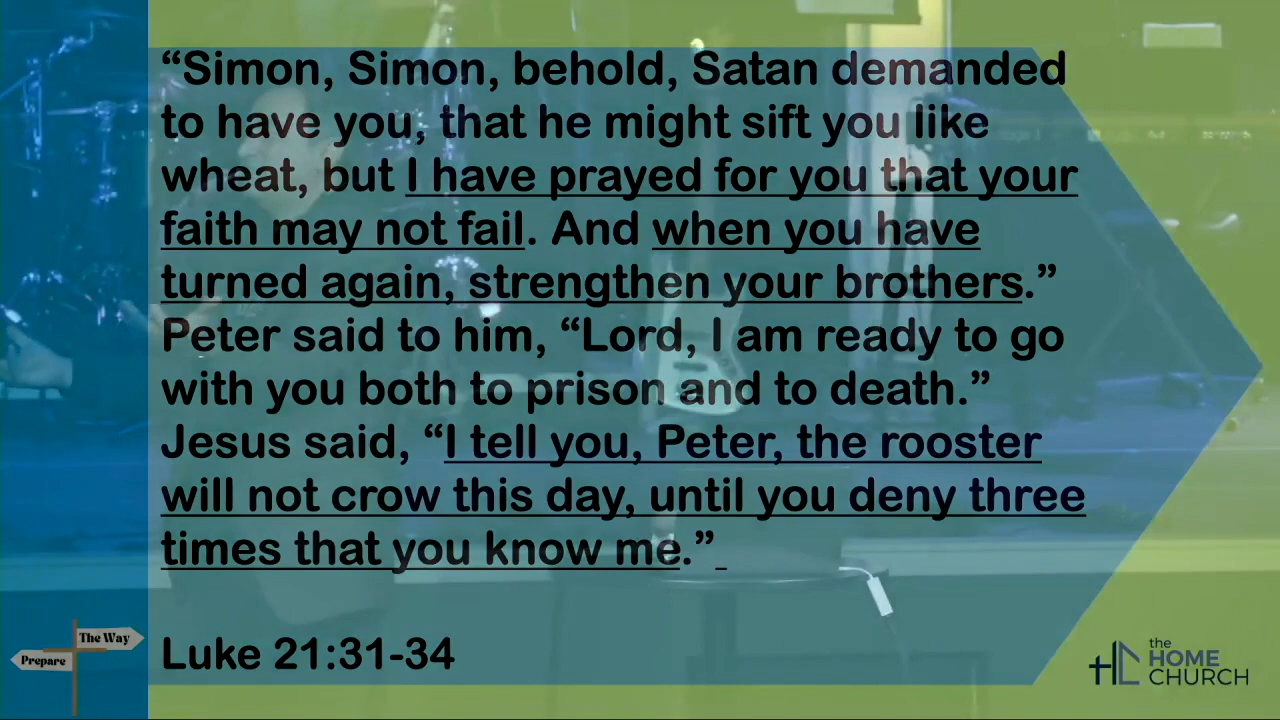 “Simon, Simon, behold, Satan demanded
to have you, that he might sift you like
wheat, but I have prayed for you that your
faith may not fail. And when you have
turned again, strengthen your brothers.”
Peter said to him, “Lord, I am ready to go
with you both to prison and to death.”
Jesus said, “I tell you, Peter, the rooster
will not crow this day, until you deny three
times that you know me.”
Luke 21:31-34
The Way
Prepare
the
HOME
CHURCH